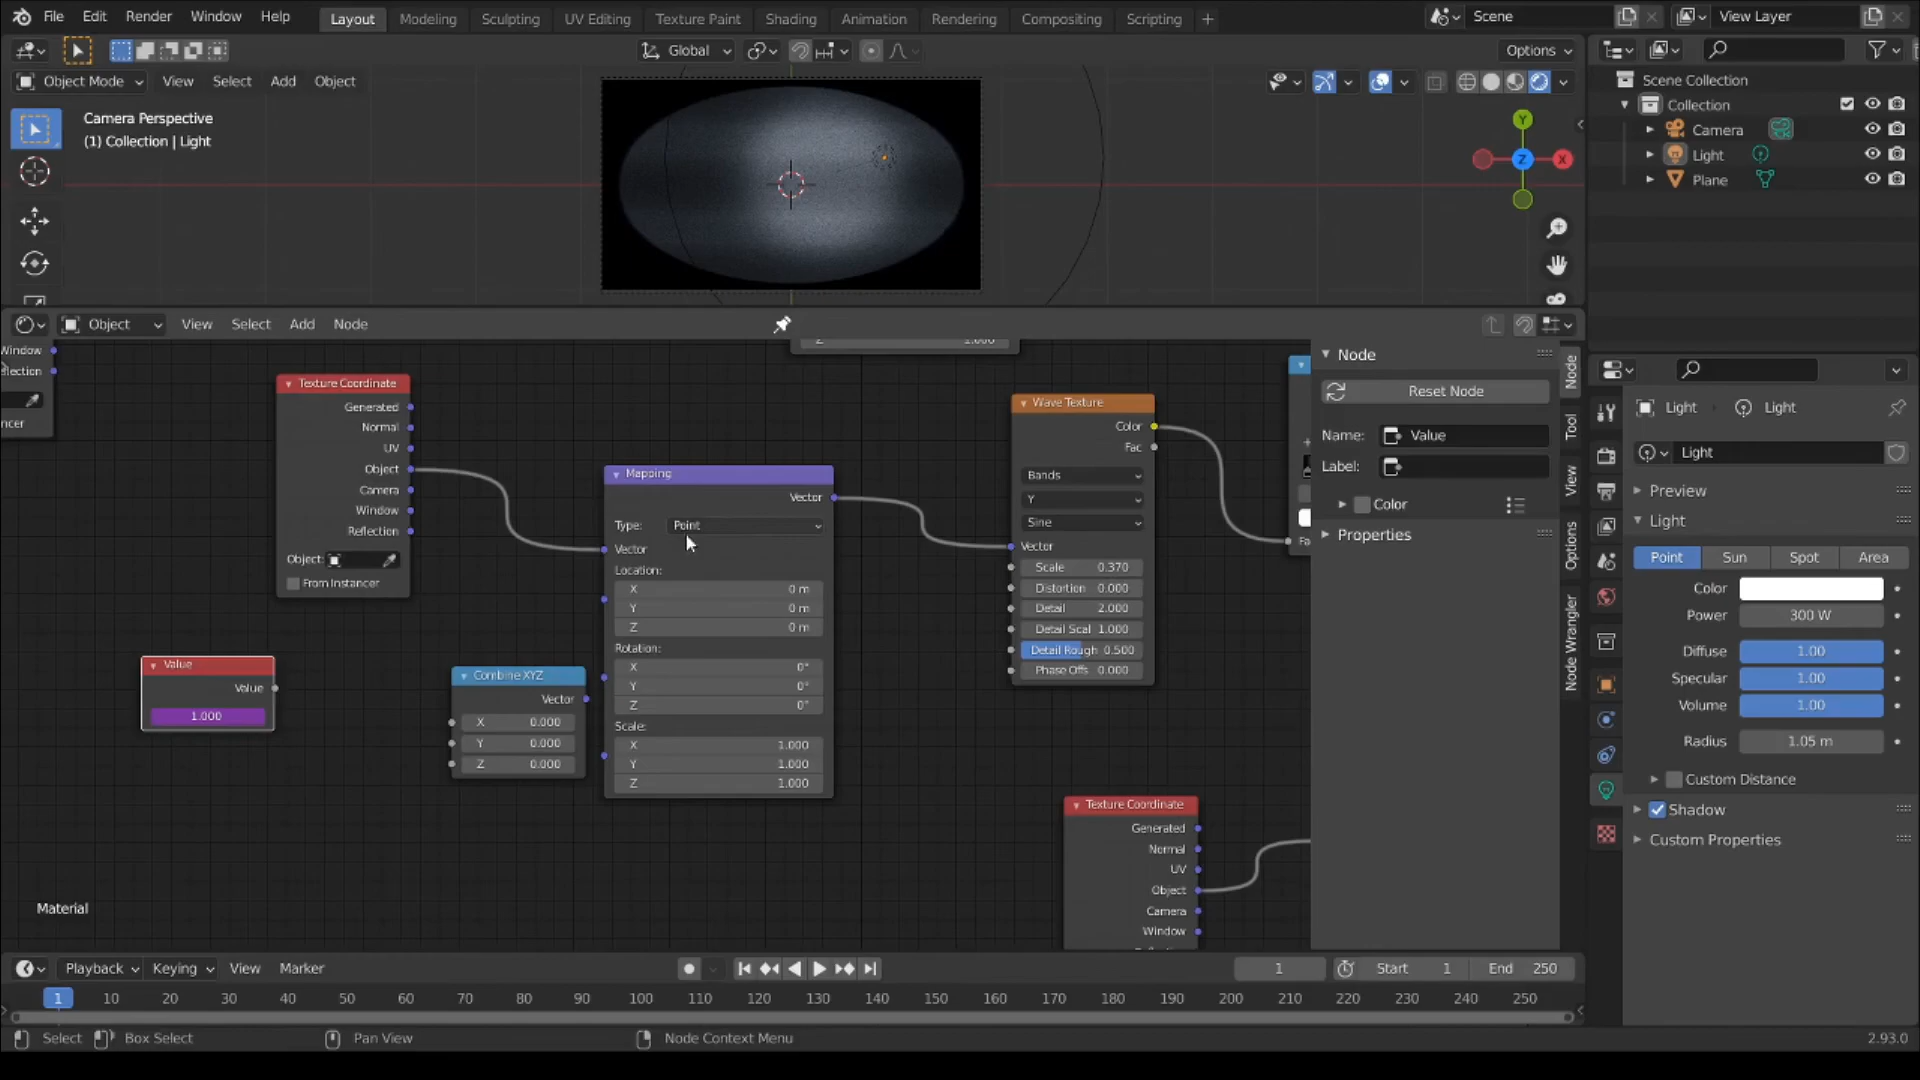 File Edit Render Window Help Layout Modeling Sculpting UV Editing Texture Paint Shading Animation Rendering Compositing Scripting + Scene View Layer
Global Options
Object Mode View Select Add Object
Camera Perspective
(1) Collection | Light
Y
Z
X
Scene Collection
Collection
Camera
Light
Plane
Object View Select Add Node
Window
Z 1.000
Texture Coordinate
Generated
Normal
UV
Object
Camera
Window
Reflection
Object:
From Instancer
Value
Value
1.000
Combine XYZ
Vector
X 0.000
Y 0.000
Z 0.000
Mapping
Vector
Type: Point
Vector
Location:
X 0 m
Y 0 m
Z 0 m
Rotation:
X 0°
Y 0°
Z 0°
Scale:
X 1.000
Y 1.000
Z 1.000
Wave Texture
Color
Fac
Bands
Y
Sine
Vector
Scale 0.370
Distortion 0.000
Detail 2.000
Detail Scal 1.000
Detail Rough 0.500
Phase Offs 0.000
Texture Coordinate
Generated
Normal
UV
Object
Camera
Window
Material
Node
Reset Node
Name: Value
Label:
Color
Properties
Node
Tool
View
Options
Node Wrangler
Light Light
Light
Preview
Light
Point Sun Spot Area
Color
Power 300 W
Diffuse 1.00
Specular 1.00
Volume 1.00
Radius 1.05 m
Custom Distance
Shadow
Custom Properties
Playback Keying View Marker 1 Start 1 End 250
1 10 20 30 40 50 60 70 80 90 100 110 120 130 140 150 160 170 180 190 200 210 220 230 240 250
Select Box Select Pan View Node Context Menu 2.93.0